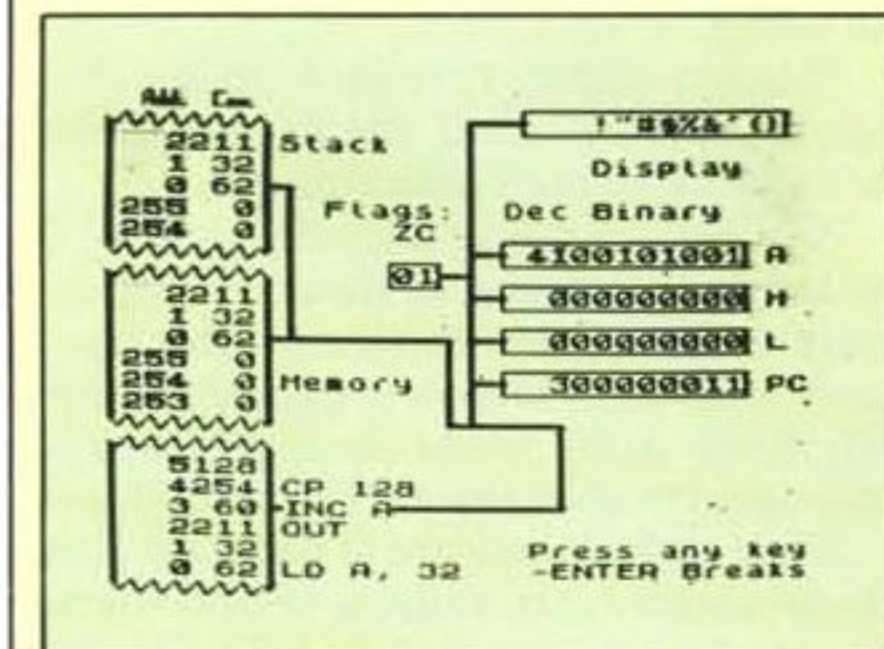 2211 Stack
1 32
0 62
255 0
254 0
!"#$%&'()
Display
Flags:
ZC
01
Dec Binary
4100101001 A
000000000 H
000000000 L
300000011 PC
2211
1 32
0 62
255 0
254 0 Memory
253 0
5128
4254 CP 128
3 60 INC A
2211 OUT
1 32
0 62 LD A, 32
Press any key
-ENTER Breaks